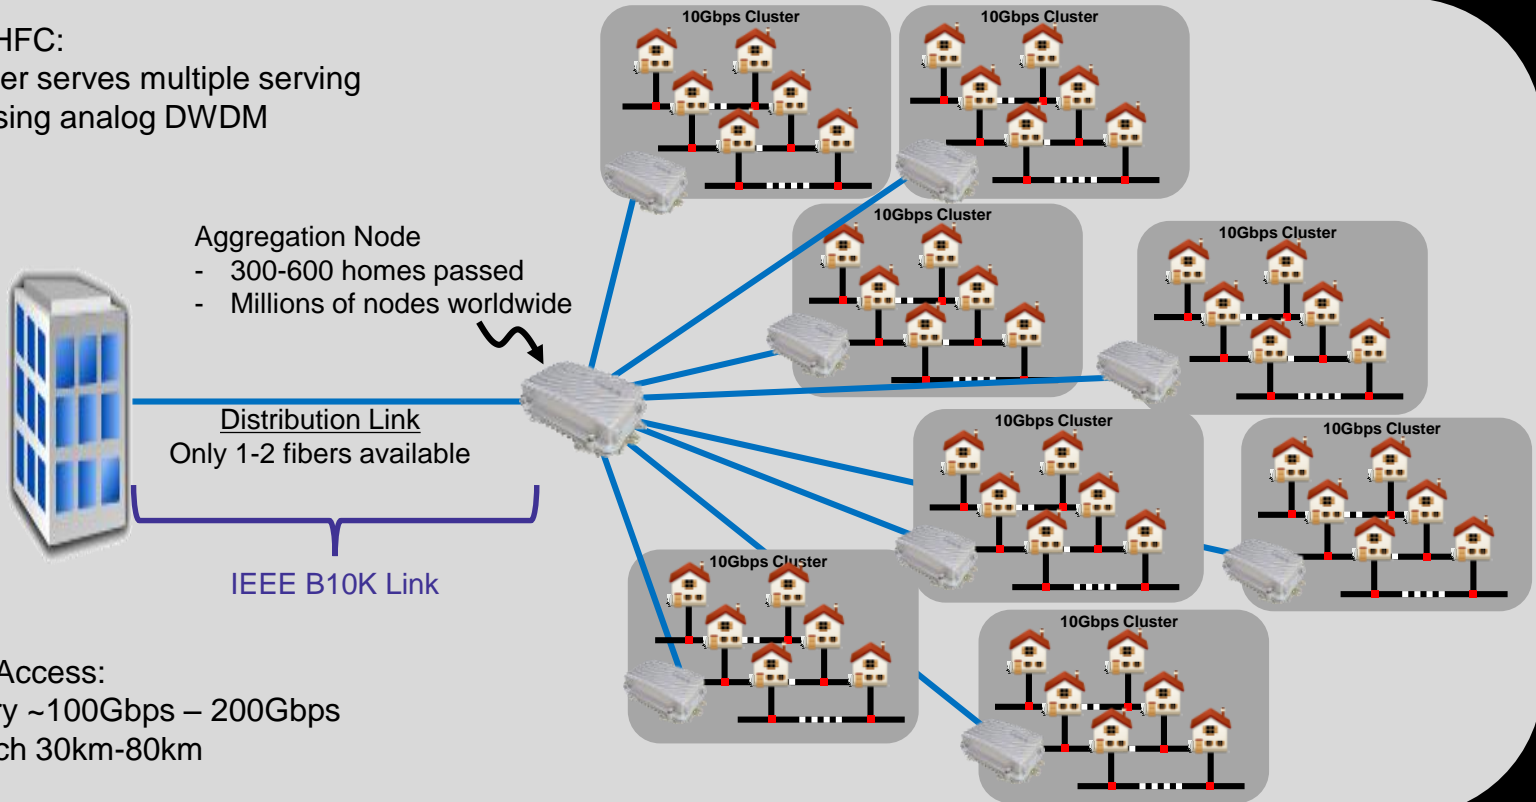 HFC:
er serves multiple serving
sing analog DWDM
Aggregation Node
- 300-600 homes passed
- Millions of nodes worldwide
Distribution Link
Only 1-2 fibers available
IEEE B10K Link
Access:
ry ~100Gbps – 200Gbps
ch 30km-80km
10Gbps Cluster
10Gbps Cluster
10Gbps Cluster
10Gbps Cluster
10Gbps Cluster
10Gbps Cluster
10Gbps Cluster
10Gbps Cluster